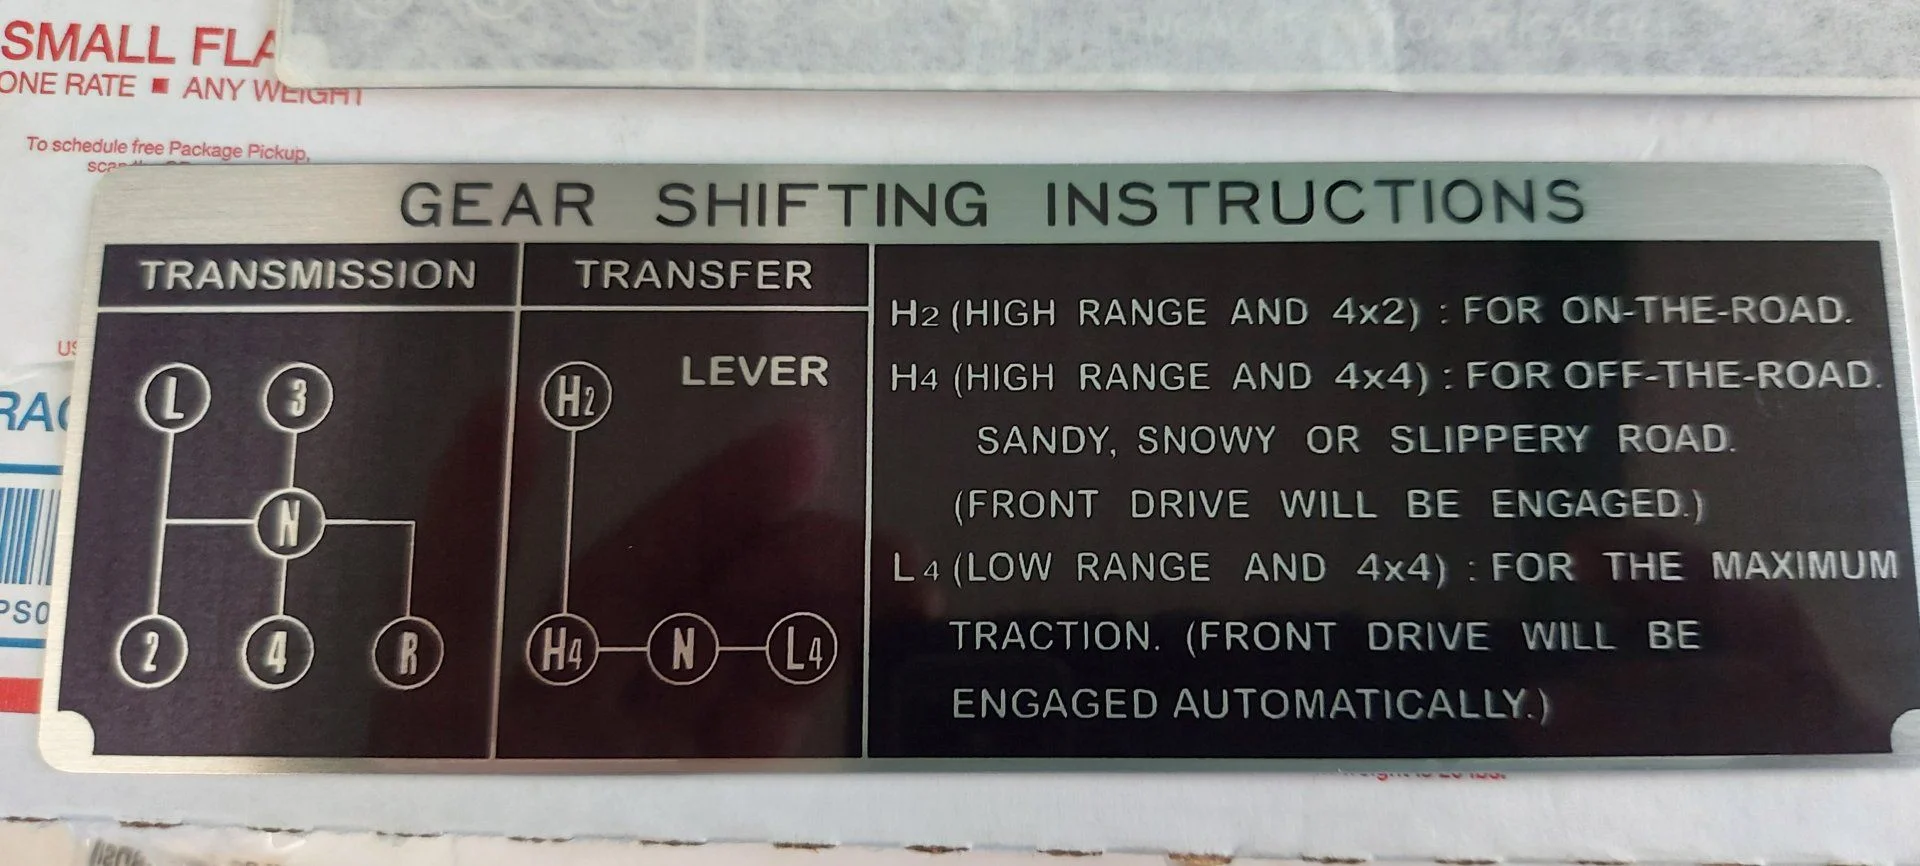 SMALL FLA
ONE RATE ■ ANY WEIGHT
To schedule free Package Pickup,
GEAR SHIFTING INSTRUCTIONS
TRANSMISSION
L 3
N
2 4 R
TRANSFER
LEVER
H2
H4 N L4
H2 (HIGH RANGE AND 4x2) : FOR ON-THE-ROAD.
H4 (HIGH RANGE AND 4x4) : FOR OFF-THE-ROAD.
SANDY, SNOWY OR SLIPPERY ROAD.
(FRONT DRIVE WILL BE ENGAGED.)
L4 (LOW RANGE AND 4x4) : FOR THE MAXIMUM
TRACTION. (FRONT DRIVE WILL BE
ENGAGED AUTOMATICALLY.)